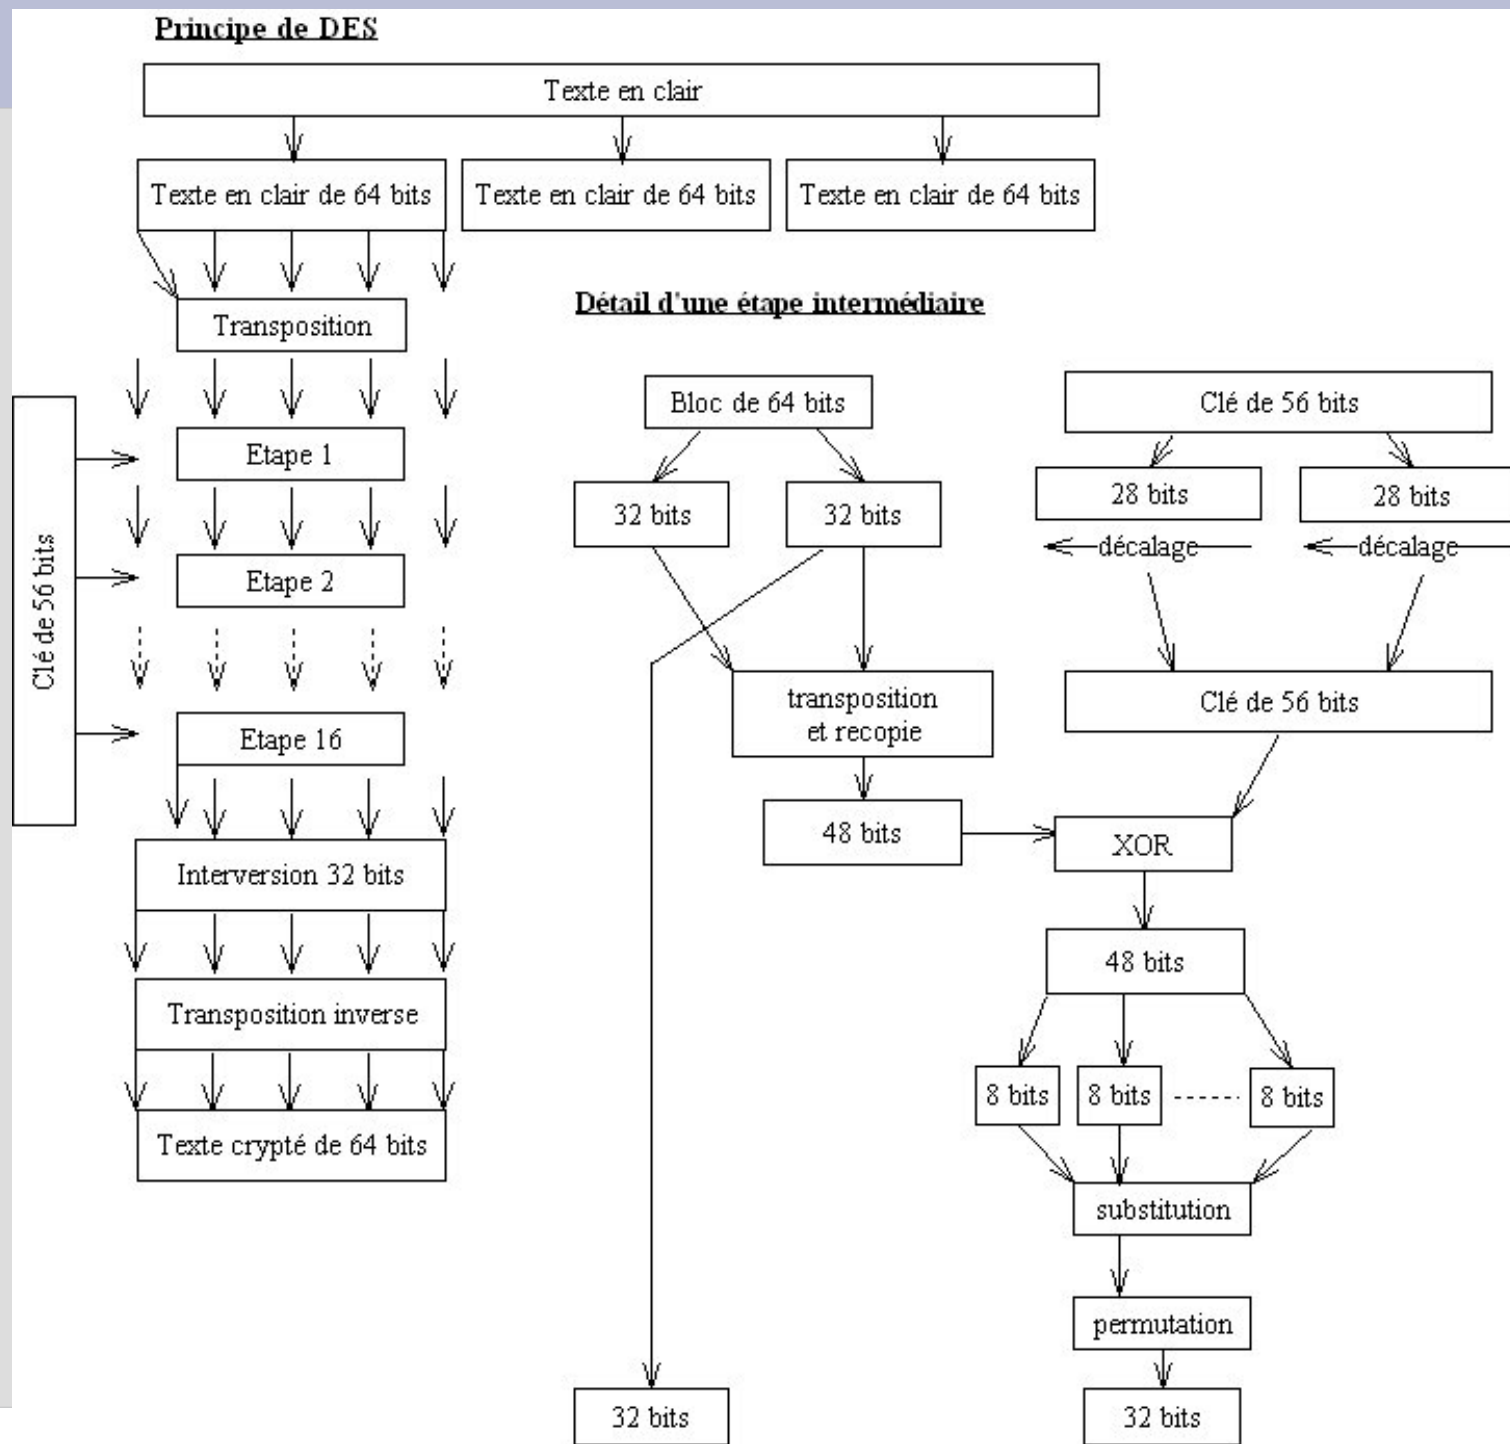 Principe de DES
Texte en clair
Texte en clair de 64 bits
Texte en clair de 64 bits
Texte en clair de 64 bits
Transposition
Clé de 56 bits
Etape 1
Etape 2
Etape 16
Interversion 32 bits
Transposition inverse
Texte crypté de 64 bits
Détail d'une étape intermédiaire
Bloc de 64 bits
32 bits
32 bits
transposition
et recopie
48 bits
Clé de 56 bits
28 bits
28 bits
décalage
décalage
Clé de 56 bits
XOR
48 bits
8 bits
8 bits
8 bits
substitution
permutation
32 bits
32 bits